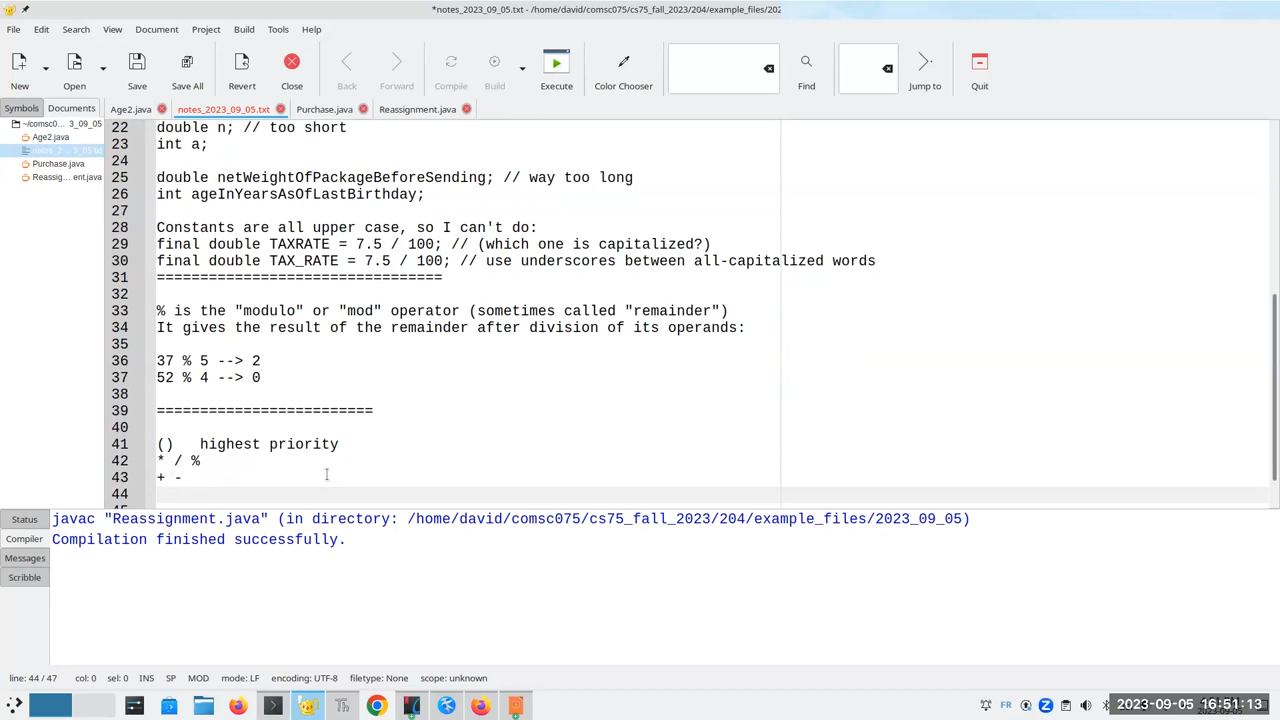 *notes_2023_09_05.txt - /home/david/comsc075/cs75_fall_2023/204/example_files/202
File Edit Search View Document Project Build Tools Help
New Open Save Save All Revert Close Back Forward Compile Build Execute Color Chooser Find Jump to Quit
Symbols Documents Age2.java notes_2023_09_05.txt Purchase.java Reassignment.java
~/comsc0… 3_09_05
Age2.java
Purchase.java
Reassig… ent.java
22 double n; // too short
23 int a;
24
25 double netWeightOfPackageBeforeSending; // way too long
26 int ageInYearsAsOfLastBirthday;
27
28 Constants are all upper case, so I can't do:
29 final double TAXRATE = 7.5 / 100; // (which one is capitalized?)
30 final double TAX_RATE = 7.5 / 100; // use underscores between all-capitalized words
31 =================================
32
33 % is the "modulo" or "mod" operator (sometimes called "remainder")
34 It gives the result of the remainder after division of its operands:
35
36 37 % 5 --> 2
37 52 % 4 --> 0
38
39 =========================
40
41 ()   highest priority
42 * / %
43 + -
44
Status
Compiler
Messages
Scribble
javac "Reassignment.java" (in directory: /home/david/comsc075/cs75_fall_2023/204/example_files/2023_09_05)
Compilation finished successfully.
line: 44 / 47 col: 0 sel: 0 INS SP MOD mode: LF encoding: UTF-8 filetype: None scope: unknown
Th FR 2023-09-05 16:51:13